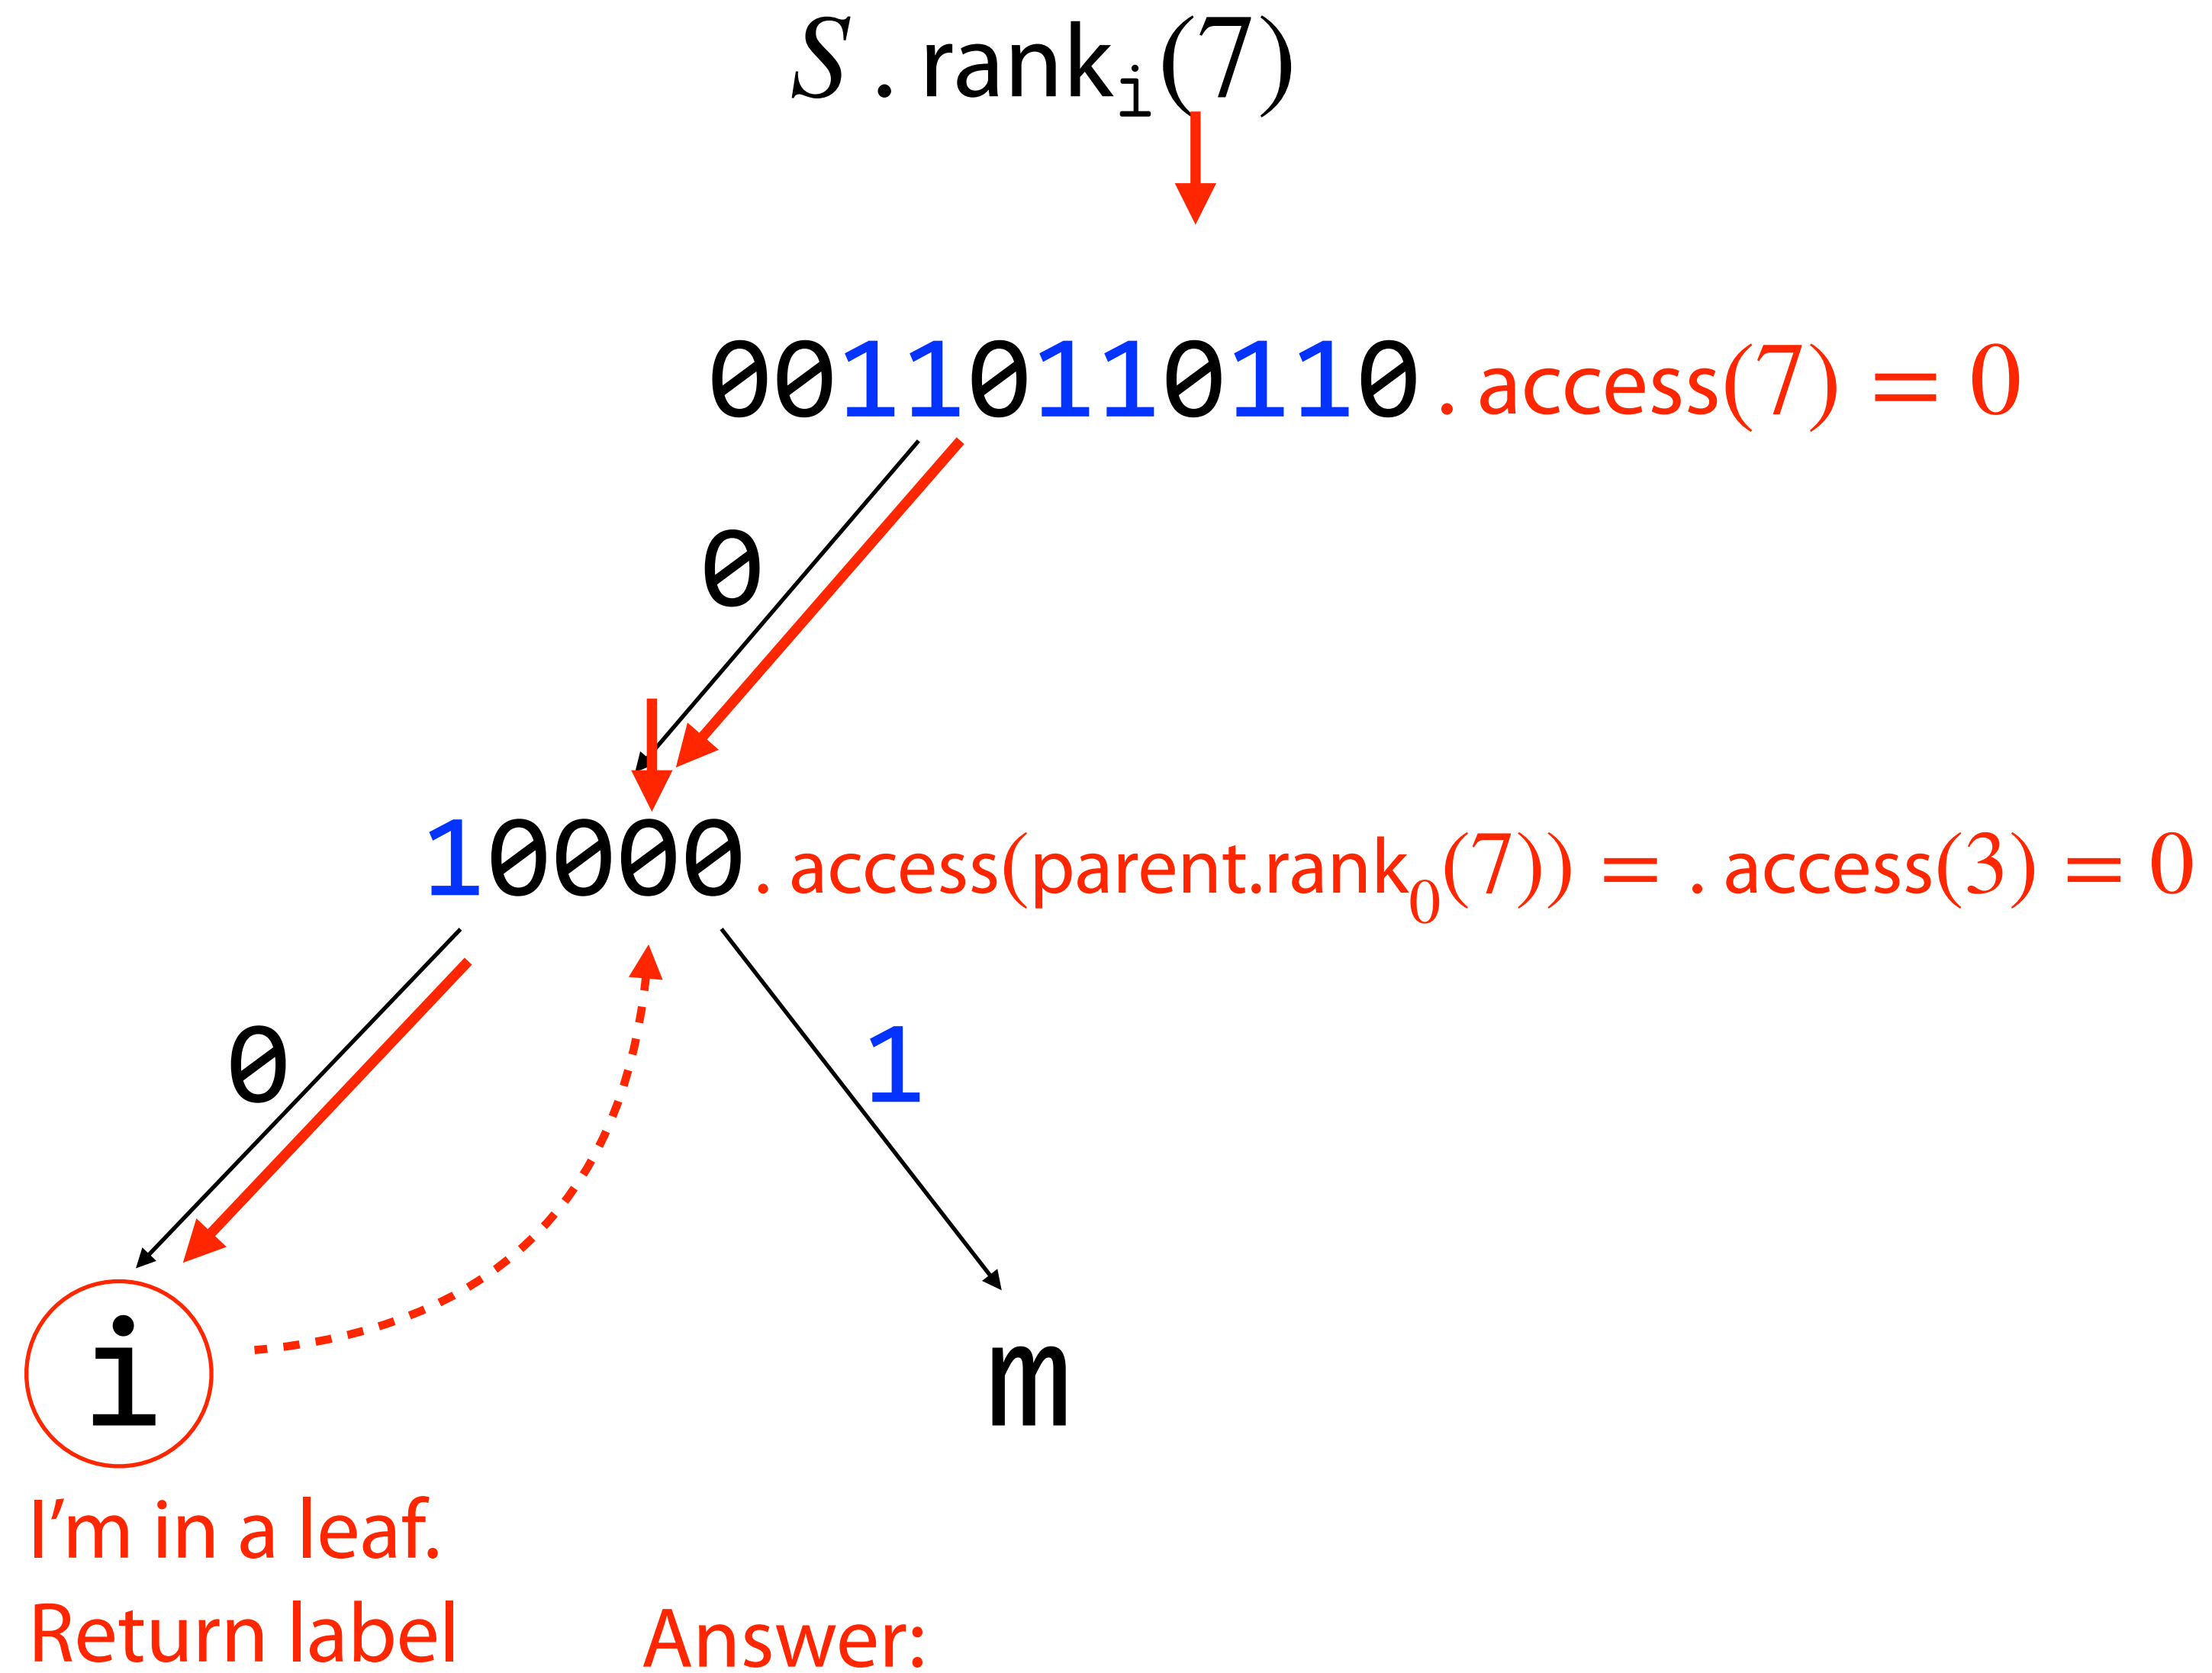 S.rankᵢ(7)
00110110110.access(7) = 0
0
10000.access(parent.rank₀(7)) = .access(3) = 0
0
1
i
m
I’m in a leaf.
Return label
Answer: